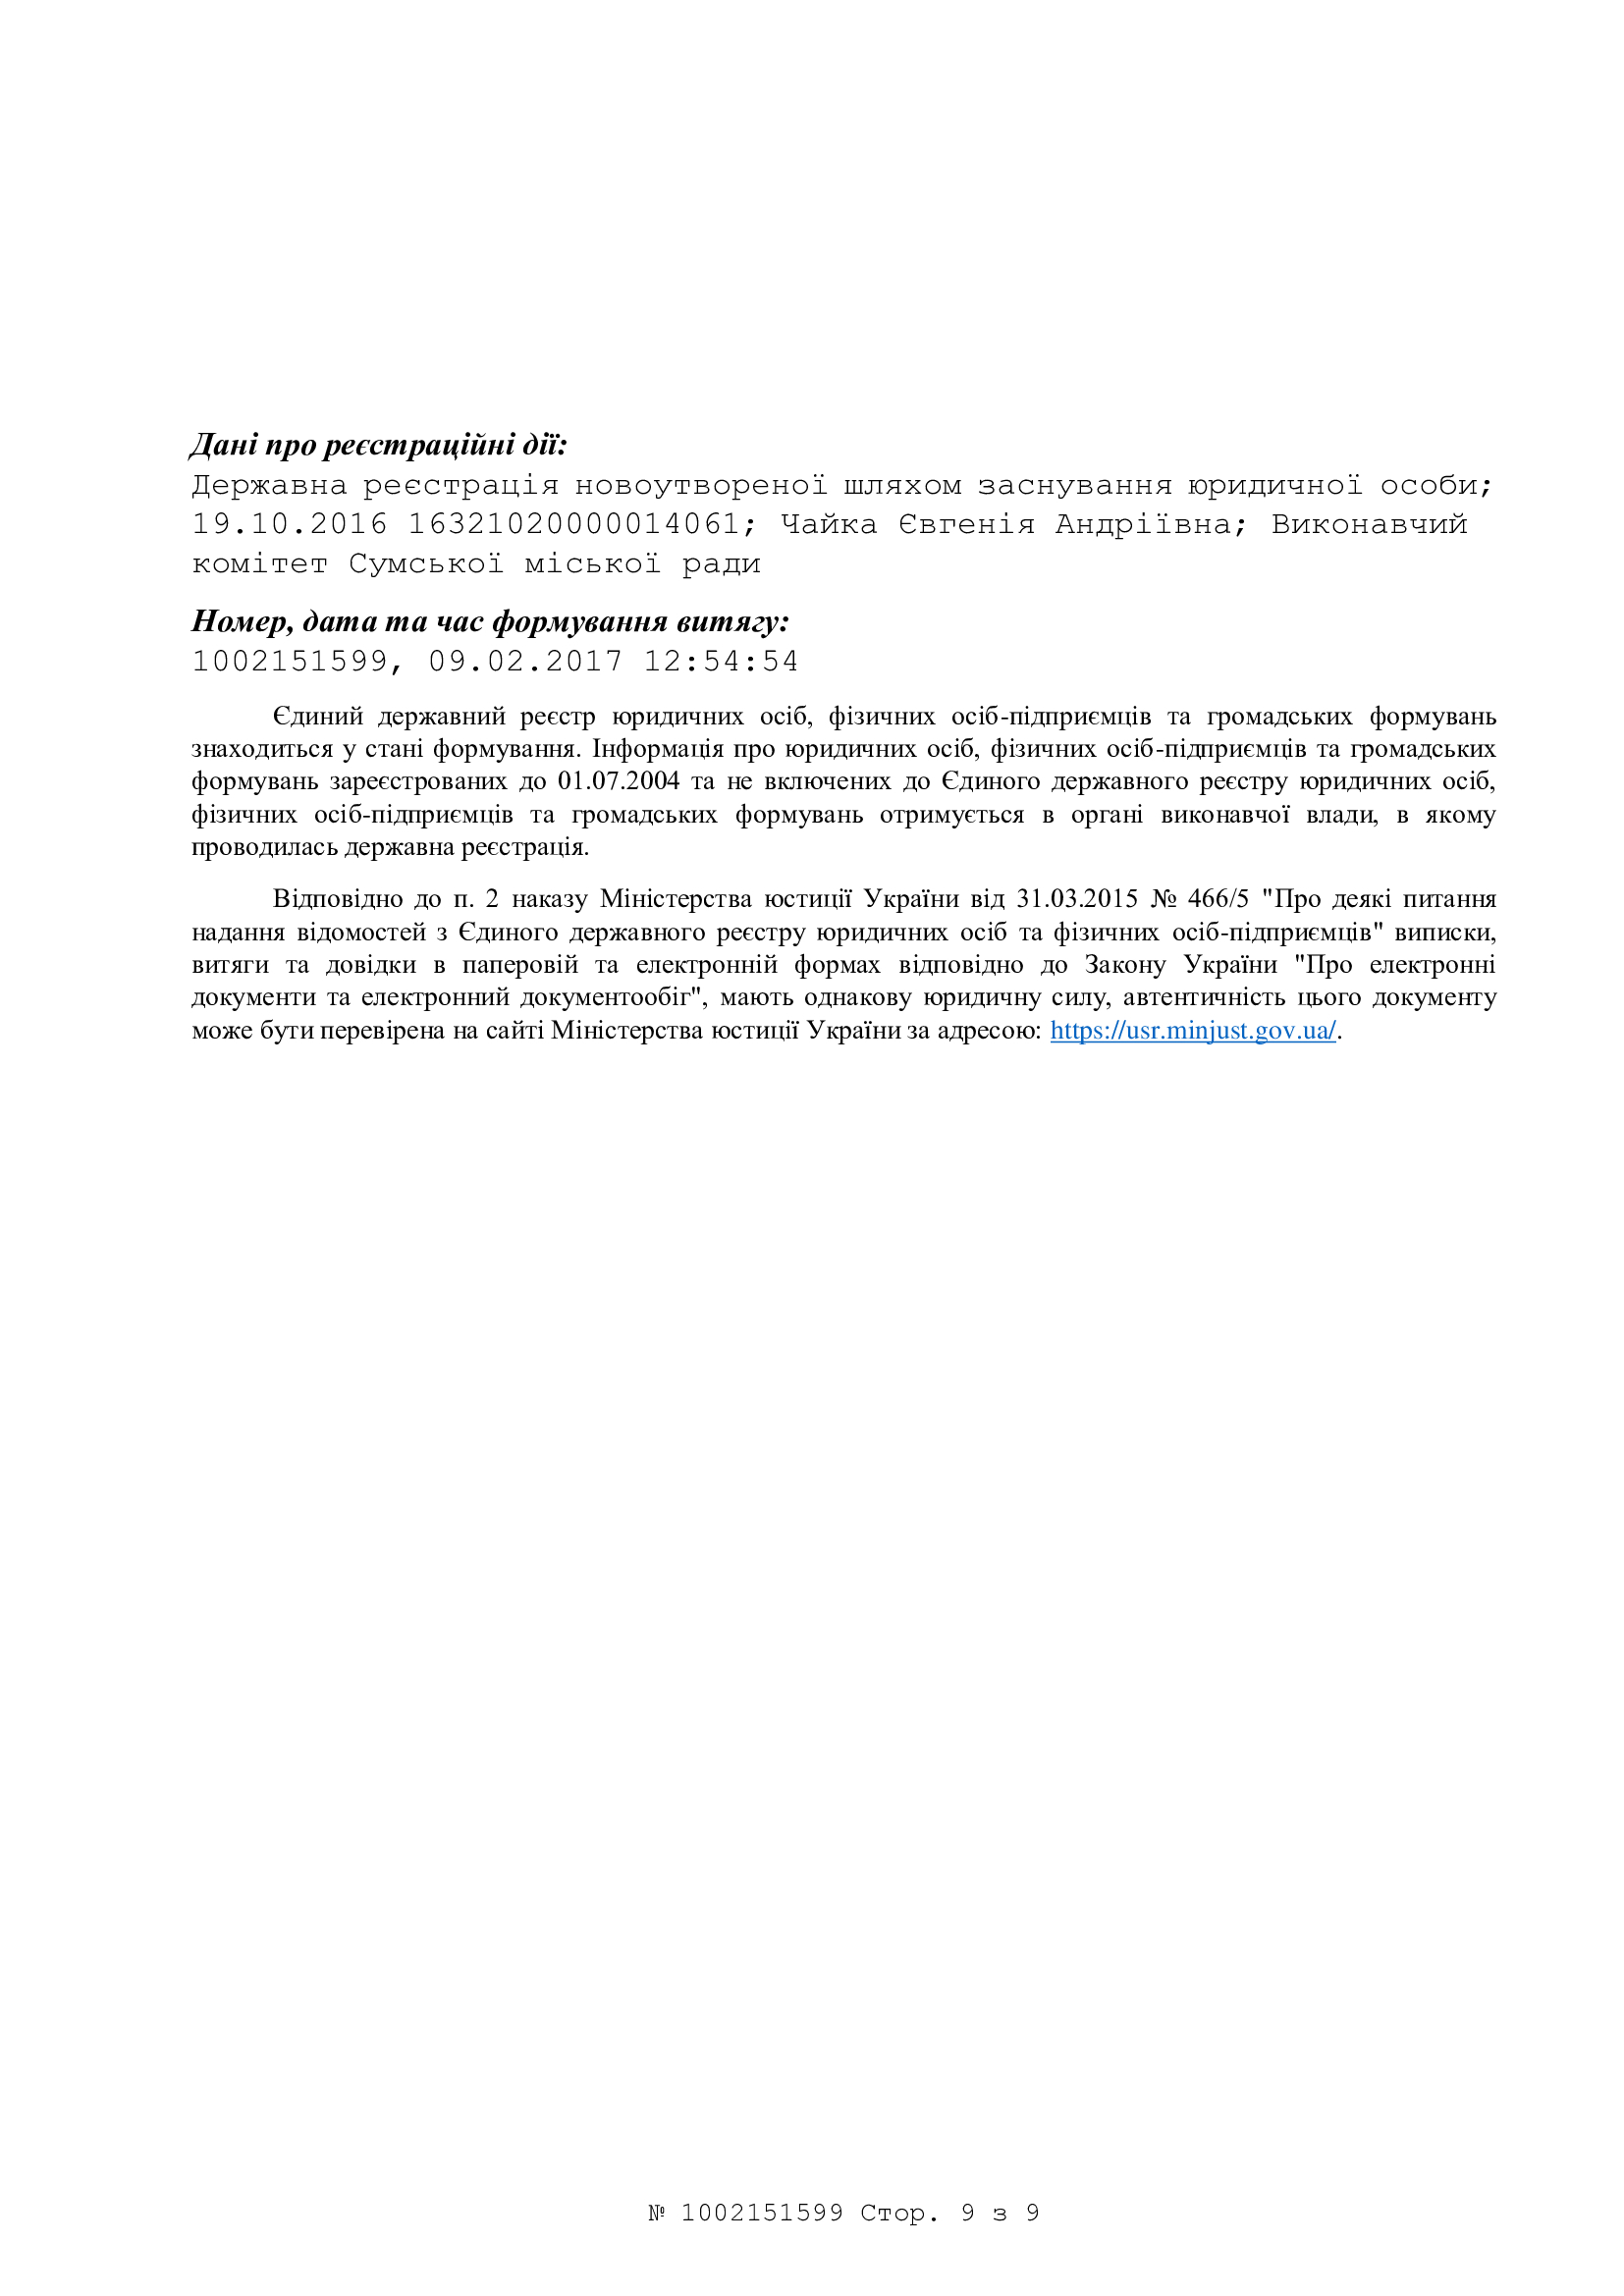 Дані про реєстраційні дії:
Державна реєстрація новоутвореної шляхом заснування юридичної особи;
19.10.2016 16321020000014061; Чайка Євгенія Андріївна; Виконавчий
комітет Сумської міської ради
Номер, дата та час формування витягу:
1002151599, 09.02.2017 12:54:54
Єдиний державний реєстр юридичних осіб, фізичних осіб-підприємців та громадських формувань
знаходиться у стані формування. Інформація про юридичних осіб, фізичних осіб-підприємців та громадських
формувань зареєстрованих до 01.07.2004 та не включених до Єдиного державного реєстру юридичних осіб,
фізичних осіб-підприємців та громадських формувань отримується в органі виконавчої влади, в якому
проводилась державна реєстрація.
Відповідно до п. 2 наказу Міністерства юстиції України від 31.03.2015 № 466/5 "Про деякі питання
надання відомостей з Єдиного державного реєстру юридичних осіб та фізичних осіб-підприємців" виписки,
витяги та довідки в паперовій та електронній формах відповідно до Закону України "Про електронні
документи та електронний документообіг", мають однакову юридичну силу, автентичність цього документу
може бути перевірена на сайті Міністерства юстиції України за адресою: https://usr.minjust.gov.ua/.
№ 1002151599 Стор. 9 з 9